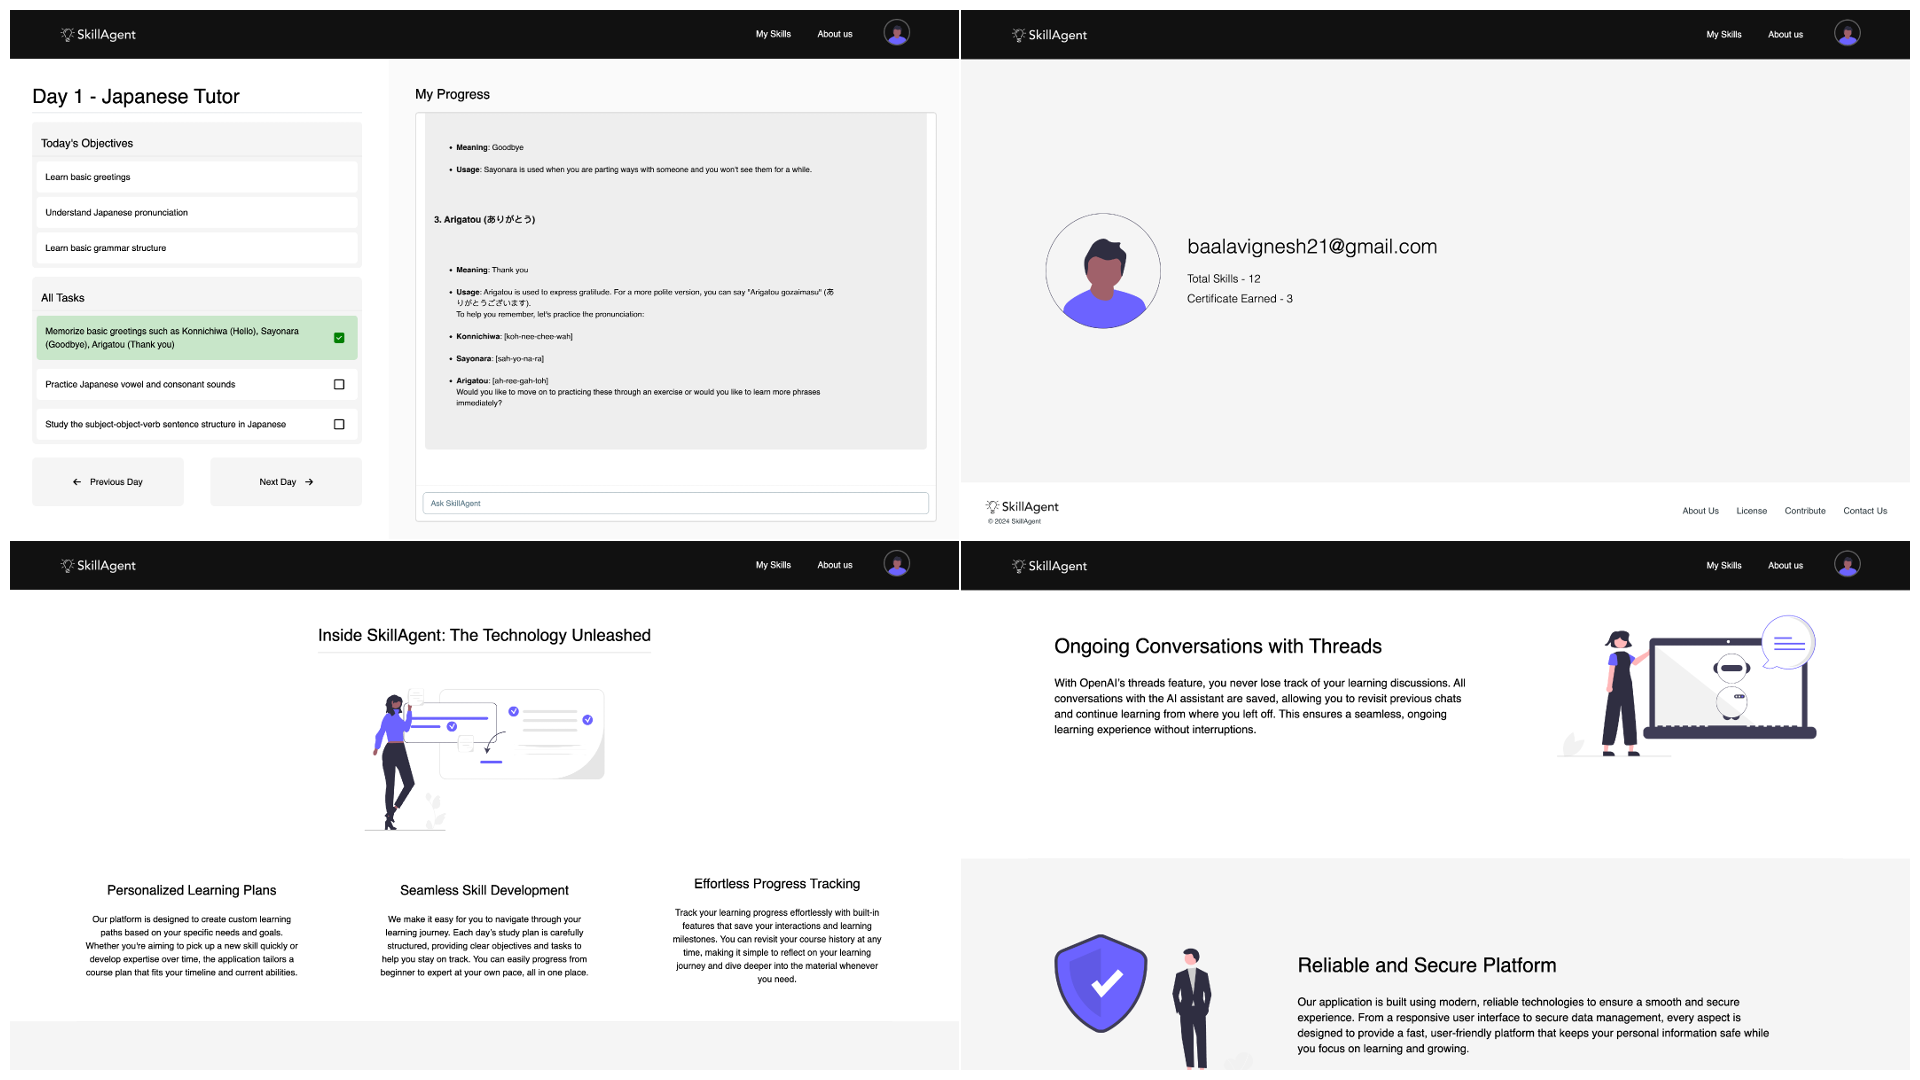 SkillAgent
My Skills
About us
Day 1 - Japanese Tutor
Today's Objectives
Learn basic greetings
Understand Japanese pronunciation
Learn basic grammar structure
All Tasks
Memorize basic greetings such as Konnichiwa (Hello), Sayonara
(Goodbye), Arigatou (Thank you)
Practice Japanese vowel and consonant sounds
Study the subject-object-verb sentence structure in Japanese
Previous Day
Next Day
My Progress
• Meaning: Goodbye
• Usage: Sayonara is used when you are parting ways with someone and you won't see them for a while.
3. Arigatou (ありがとう)
• Meaning: Thank you
• Usage: Arigatou is used to express gratitude. For a more polite version, you can say "Arigatou gozaimasu" (あ
りがとうございます).
To help you remember, let's practice the pronunciation:
• Konnichiwa: [koh-nee-chee-wah]
• Sayonara: [sah-yo-na-ra]
• Arigatou: [ah-ree-gah-toh]
Would you like to move on to practicing these through an exercise or would you like to learn more phrases
immediately?
Ask SkillAgent
SkillAgent
My Skills
About us
baalavignesh21@gmail.com
Total Skills - 12
Certificate Earned - 3
SkillAgent
© 2024 SkillAgent
About Us
License
Contribute
Contact Us
SkillAgent
My Skills
About us
Inside SkillAgent: The Technology Unleashed
Personalized Learning Plans
Our platform is designed to create custom learning
paths based on your specific needs and goals.
Whether you're aiming to pick up a new skill quickly or
develop expertise over time, the application tailors a
course plan that fits your timeline and current abilities.
Seamless Skill Development
We make it easy for you to navigate through your
learning journey. Each day's study plan is carefully
structured, providing clear objectives and tasks to
help you stay on track. You can easily progress from
beginner to expert at your own pace, all in one place.
Effortless Progress Tracking
Track your learning progress effortlessly with built-in
features that save your interactions and learning
milestones. You can revisit your course history at any
time, making it simple to reflect on your learning
journey and dive deeper into the material whenever
you need.
SkillAgent
My Skills
About us
Ongoing Conversations with Threads
With OpenAI's threads feature, you never lose track of your learning discussions. All
conversations with the AI assistant are saved, allowing you to revisit previous chats
and continue learning from where you left off. This ensures a seamless, ongoing
learning experience without interruptions.
Reliable and Secure Platform
Our application is built using modern, reliable technologies to ensure a smooth and secure
experience. From a responsive user interface to secure data management, every aspect is
designed to provide a fast, user-friendly platform that keeps your personal information safe while
you focus on learning and growing.